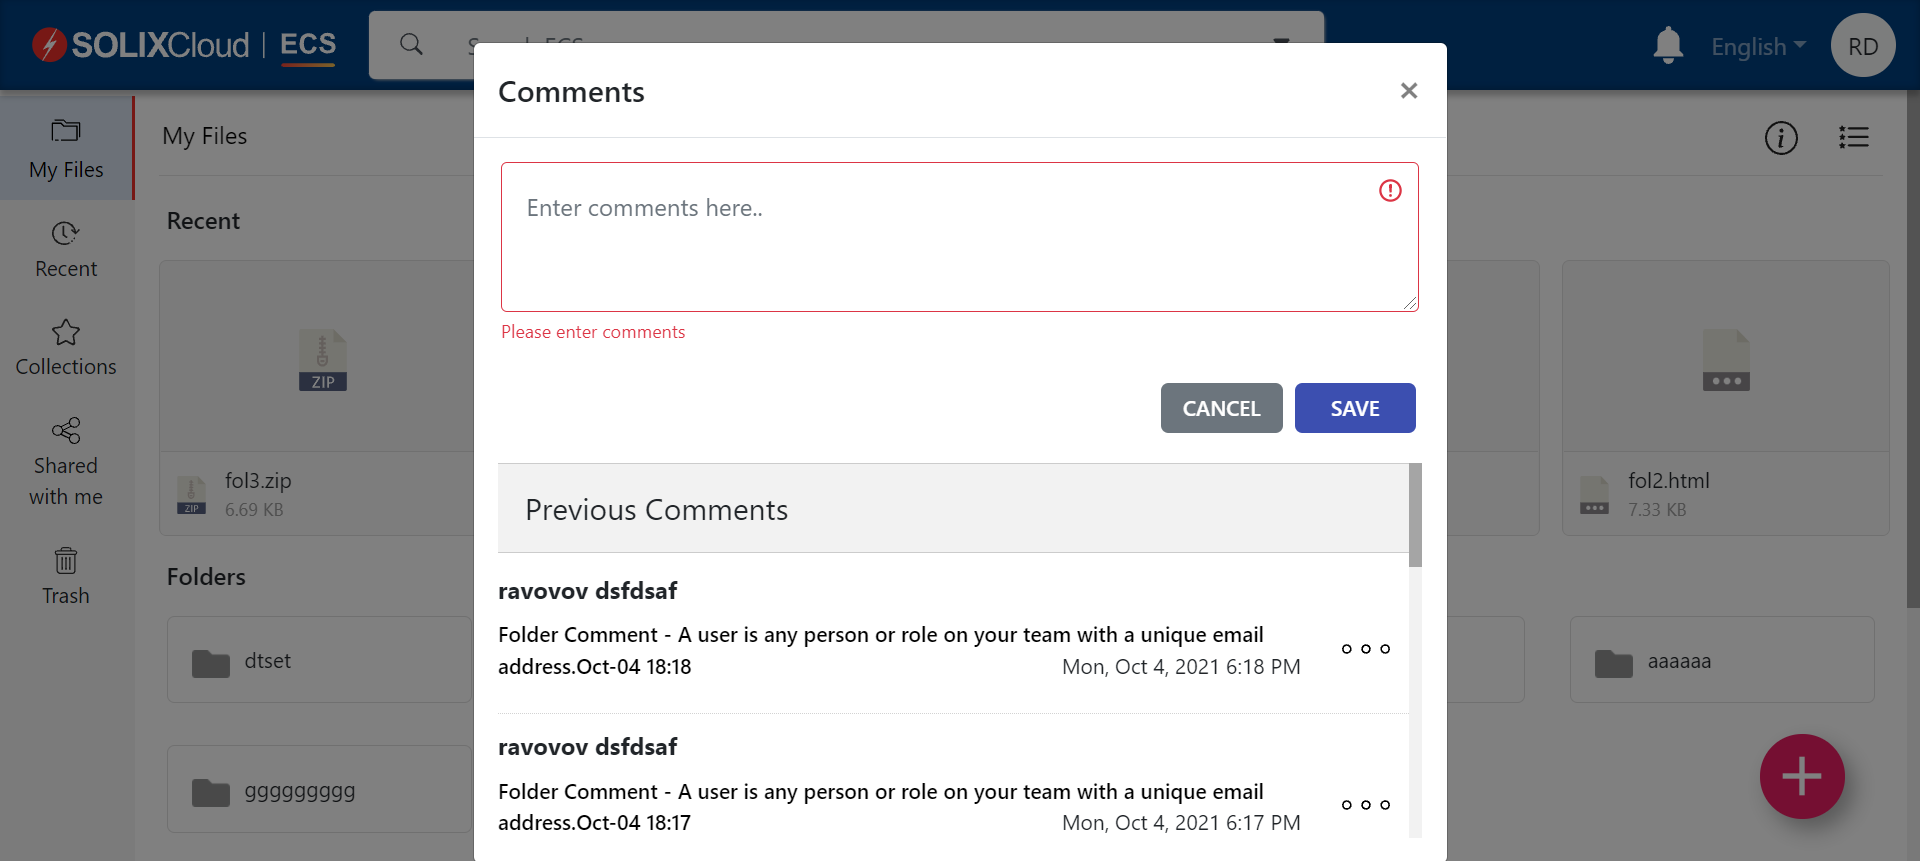 SOLIXCloud | ECS
English
RD
Comments
My Files
My Files
Enter comments here..
Recent
Recent
Please enter comments
Collections
ZIP
CANCEL
SAVE
Shared
with me
fol3.zip
6.69 KB
ZIP
fol2.html
7.33 KB
Previous Comments
Trash
Folders
ravovov dsfdsaf
Folder Comment - A user is any person or role on your team with a unique email
address.Oct-04 18:18
Mon, Oct 4, 2021 6:18 PM
dtset
aaaaaa
ravovov dsfdsaf
Folder Comment - A user is any person or role on your team with a unique email
address.Oct-04 18:17
Mon, Oct 4, 2021 6:17 PM
ggggggggg